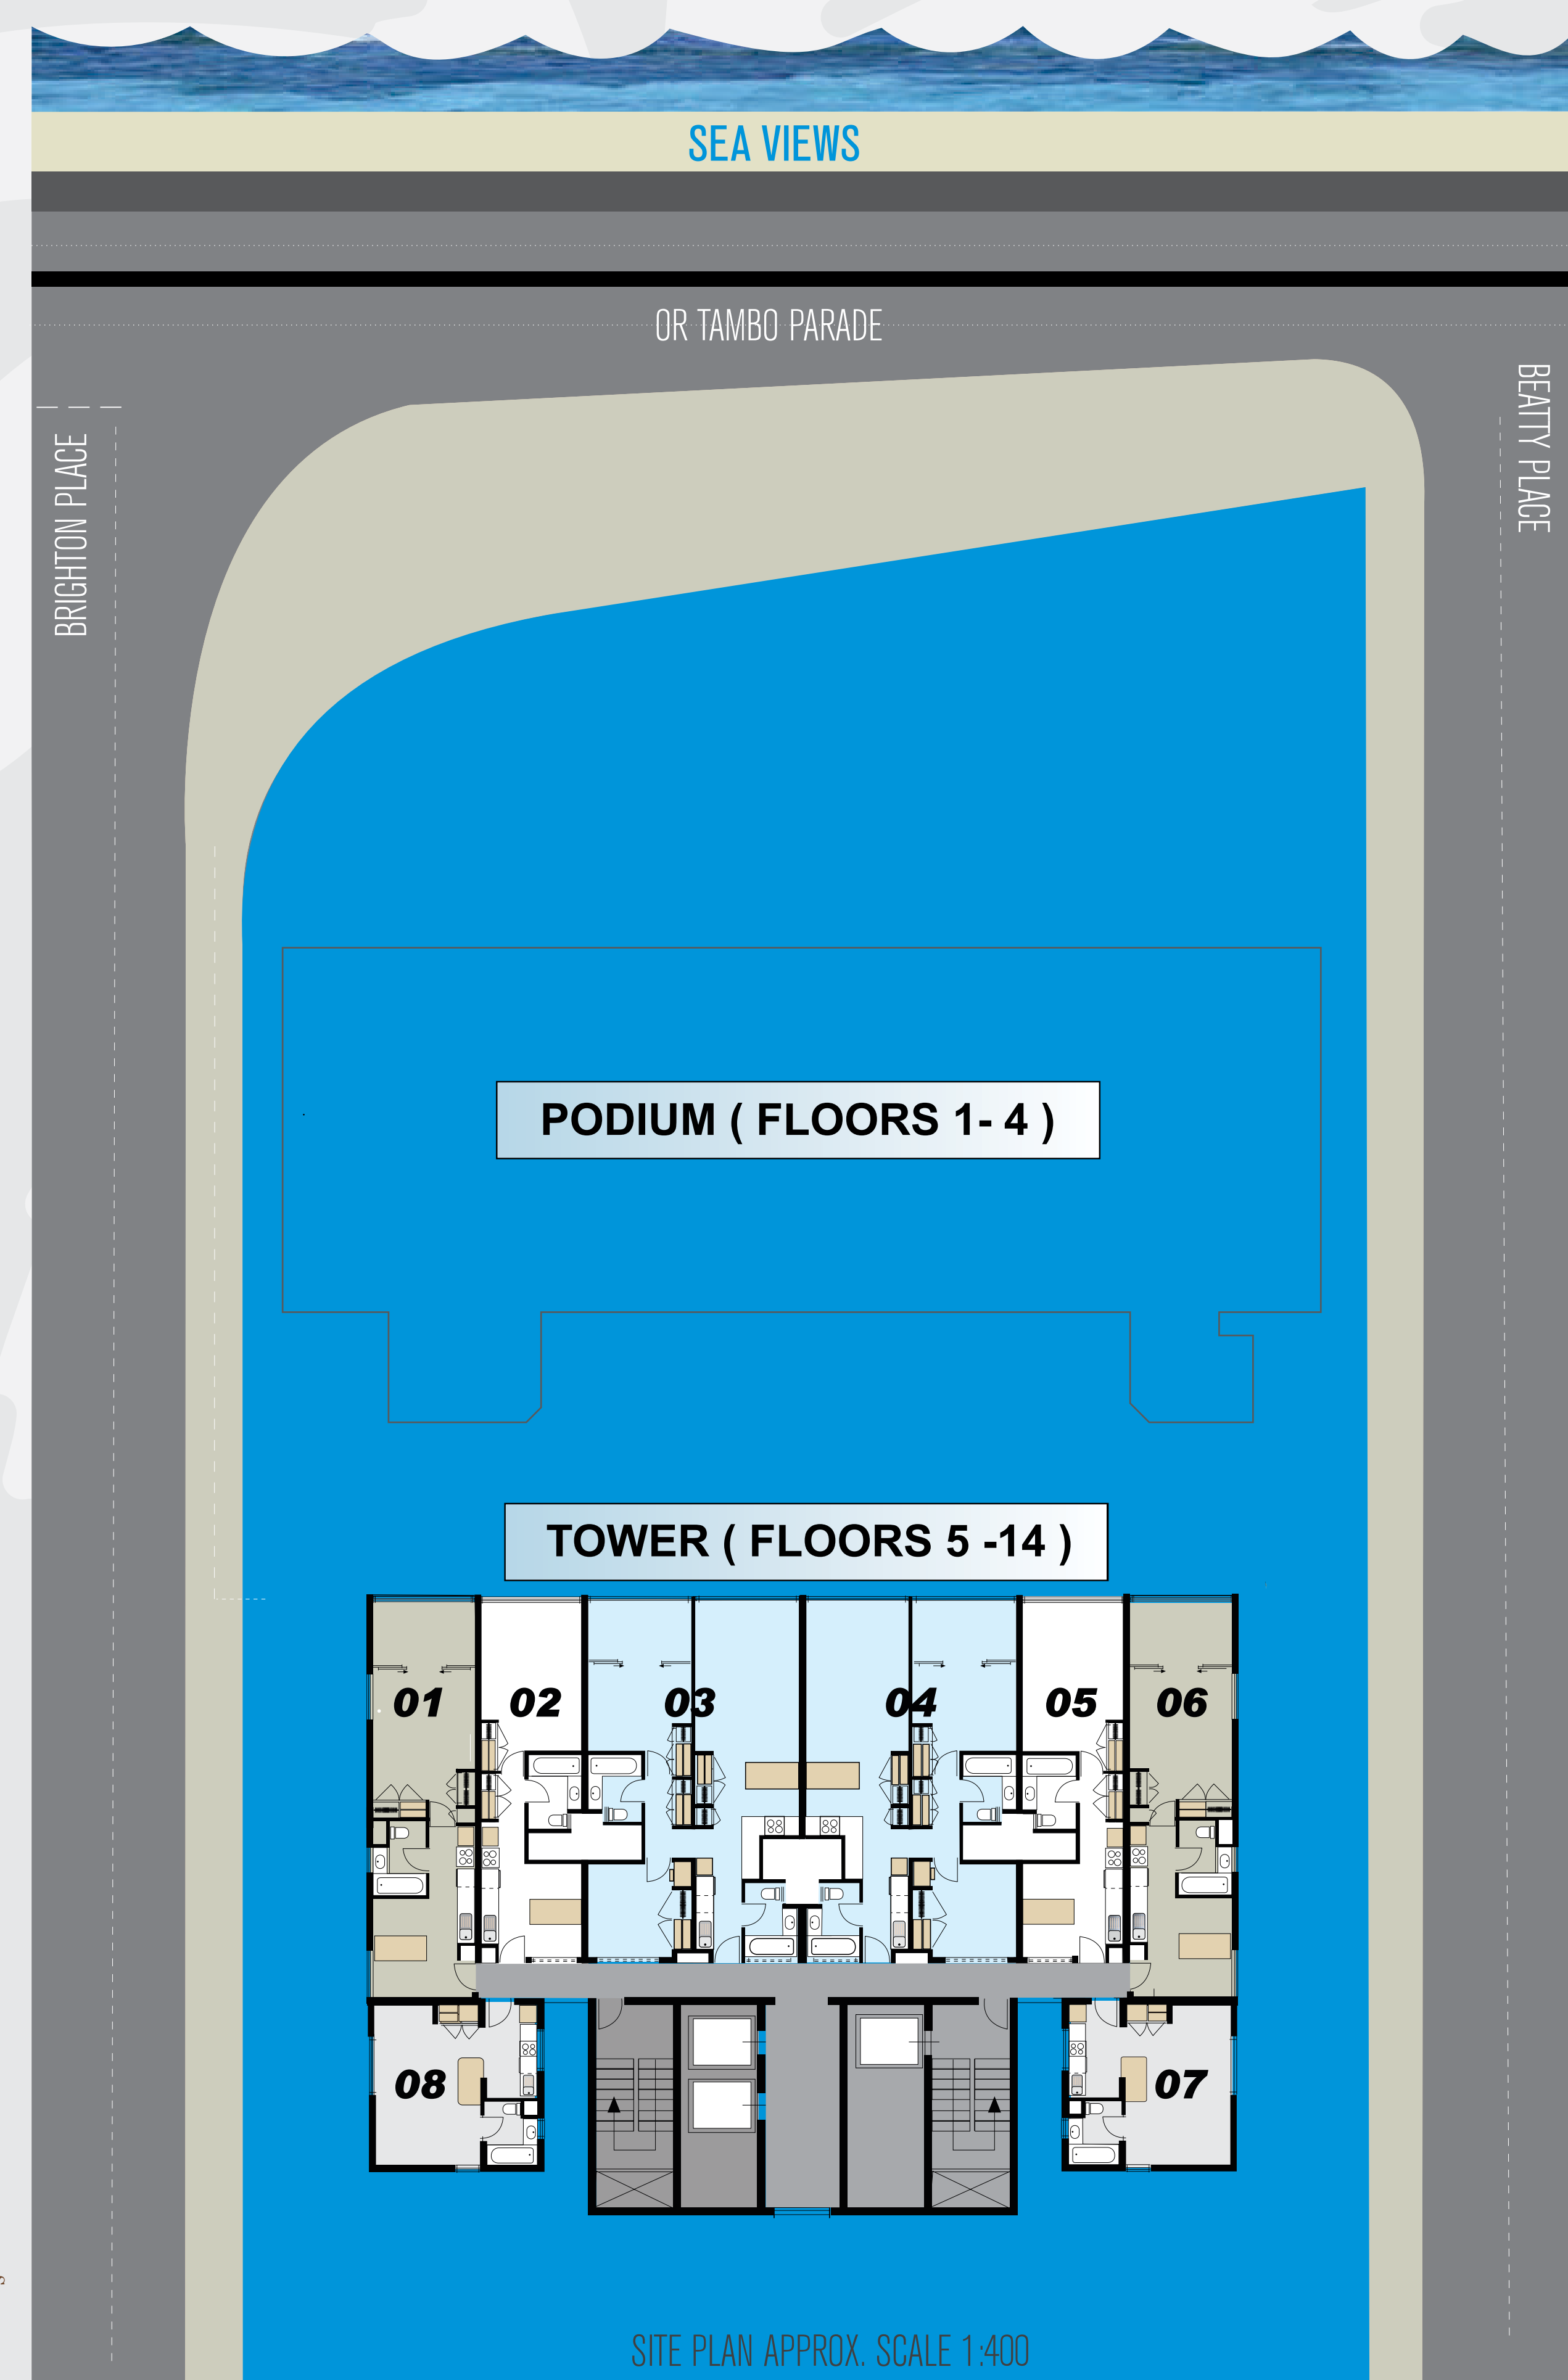 SEA VIEWS
OR TAMBO PARADE
BRIGHTON PLACE
BEATTY PLACE
PODIUM ( FLOORS 1- 4 )
TOWER ( FLOORS 5 -14 )
01 02 03 04 05 06
08 07
SITE PLAN APPROX. SCALE 1:400